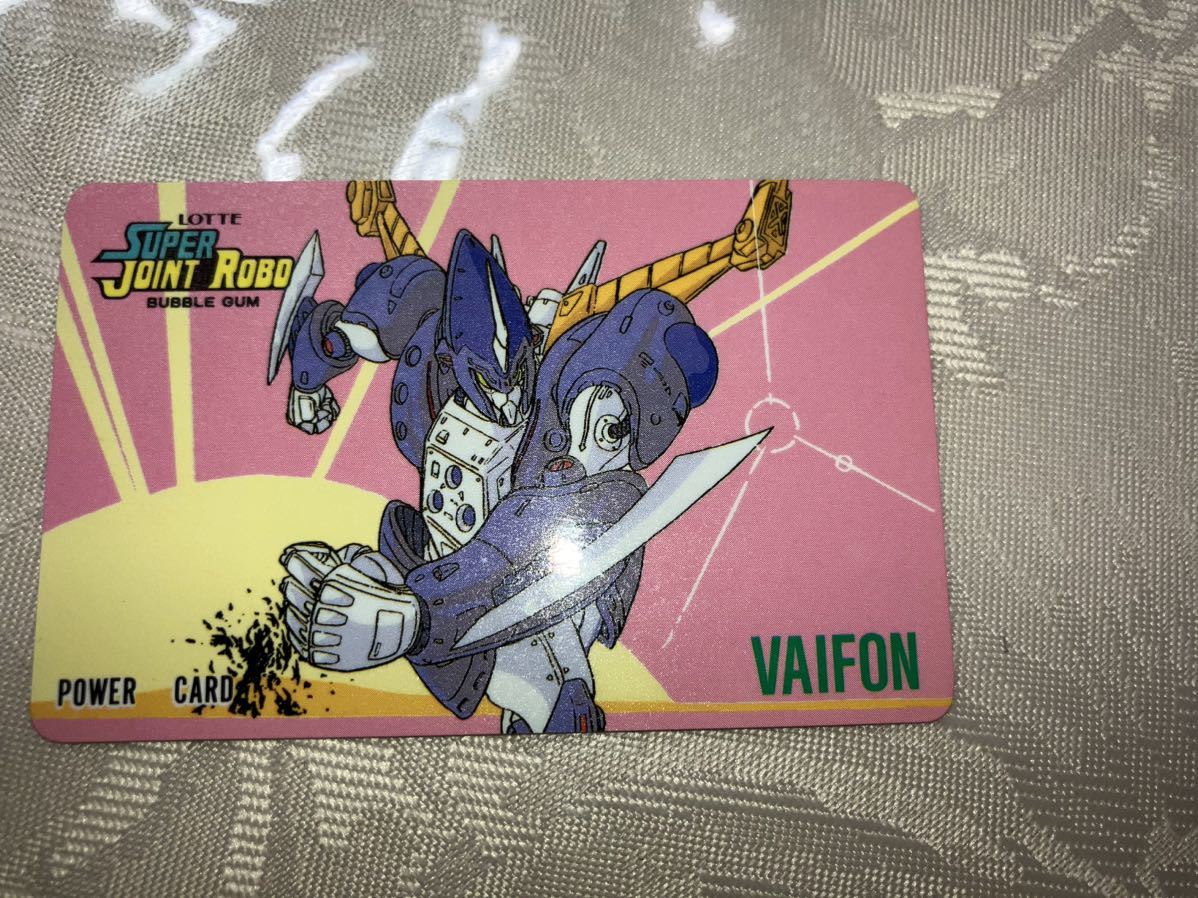 LOTTE
SUPER
JOINT ROBO
BUBBLE GUM
POWER CARD
VAIFON